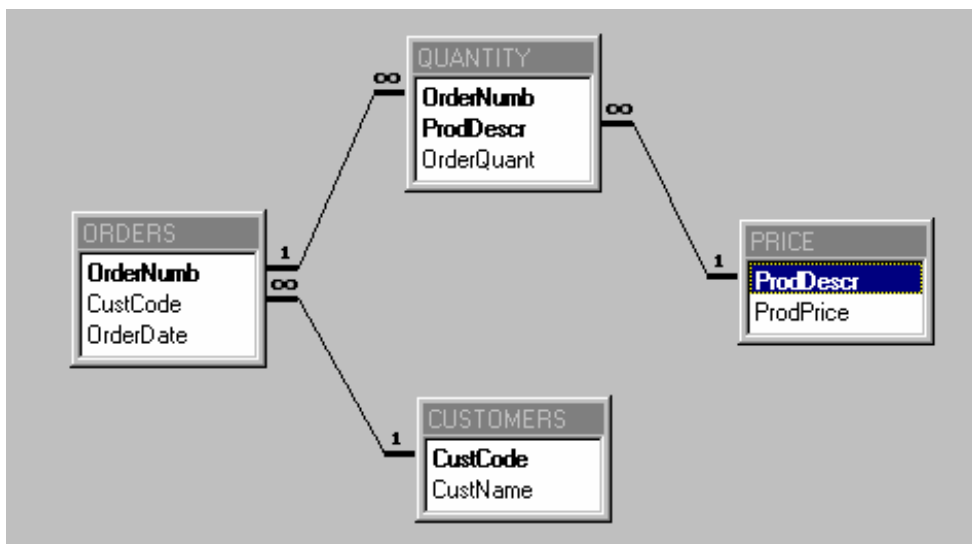 QUANTITY
∞
OrderNumb
∞
ProdDescr
OrderQuant
ORDERS
1
OrderNumb
∞
CustCode
OrderDate
PRICE
1
ProdDescr
ProdPrice
CUSTOMERS
1
CustCode
CustName